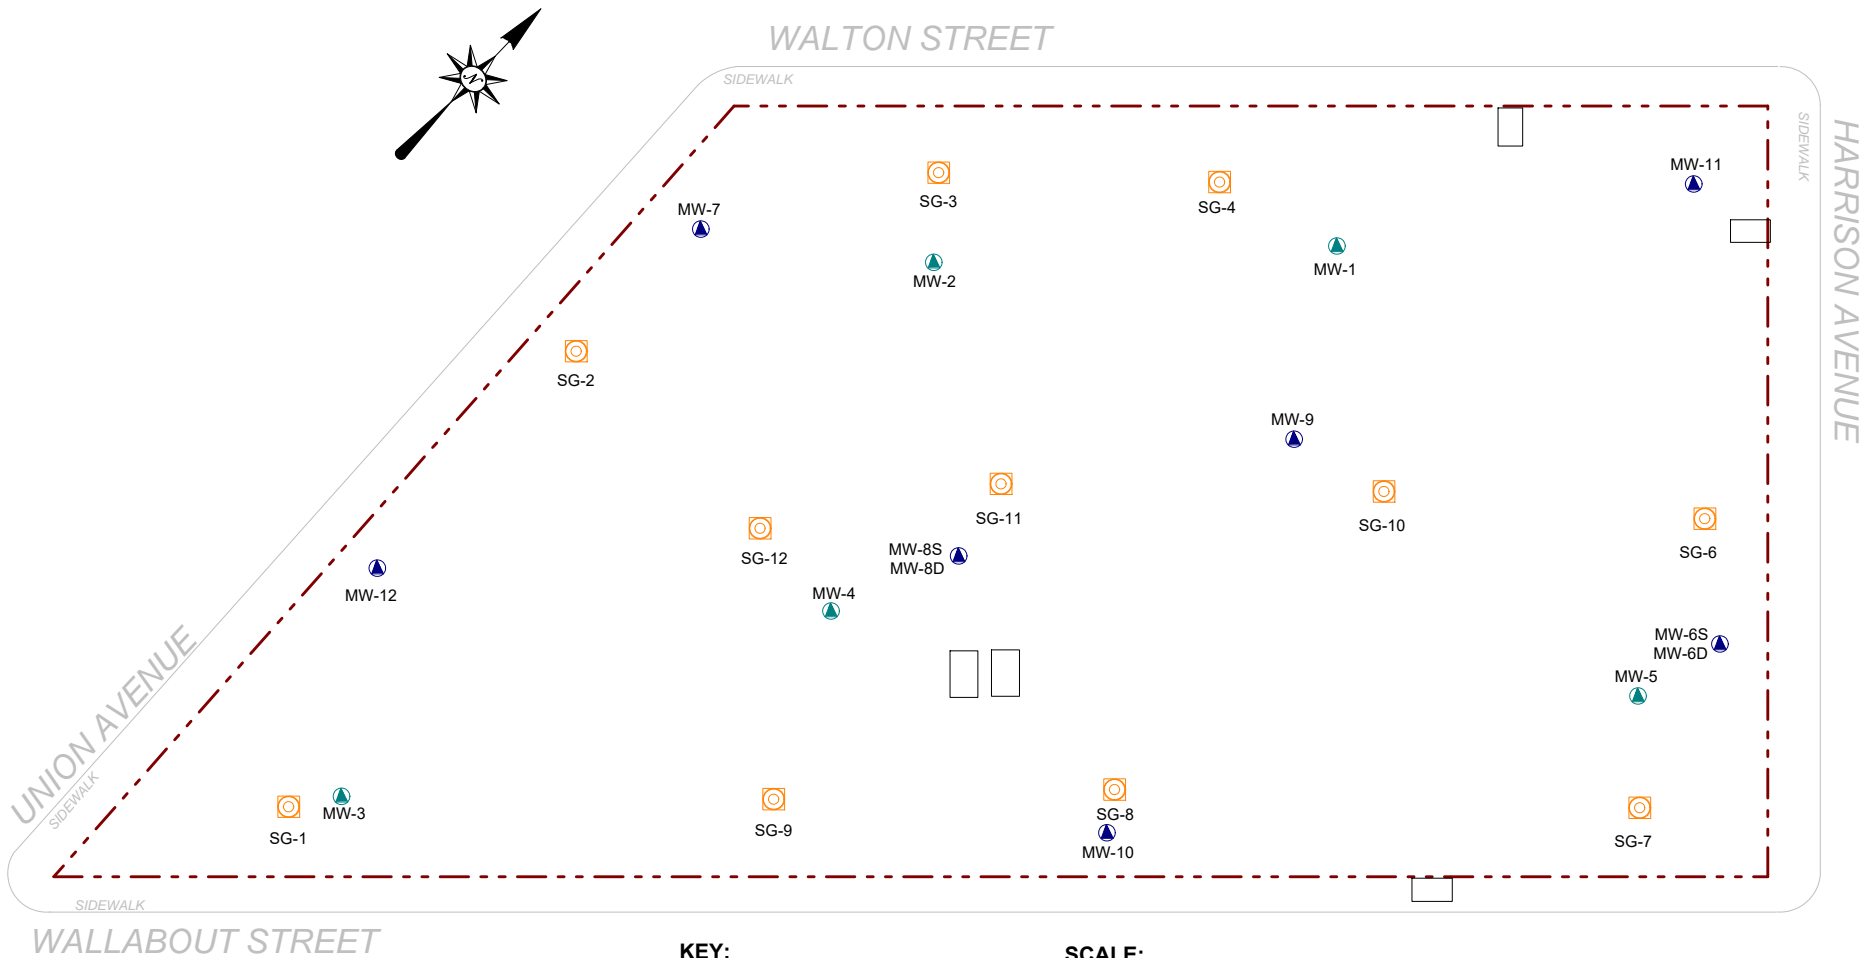 WALTON STREET
SIDEWALK
N
HARRISON AVENUE
SIDEWALK
MW-11
SG-3
SG-4
MW-7
MW-2
MW-1
SG-2
MW-9
SG-11
SG-10
SG-6
SG-12
MW-8S
MW-8D
MW-12
MW-4
MW-6S
MW-6D
MW-5
UNION AVENUE
SIDEWALK
SG-1
MW-3
SG-9
SG-8
MW-10
SG-7
SIDEWALK
WALLABOUT STREET
KEY:
SCALE: